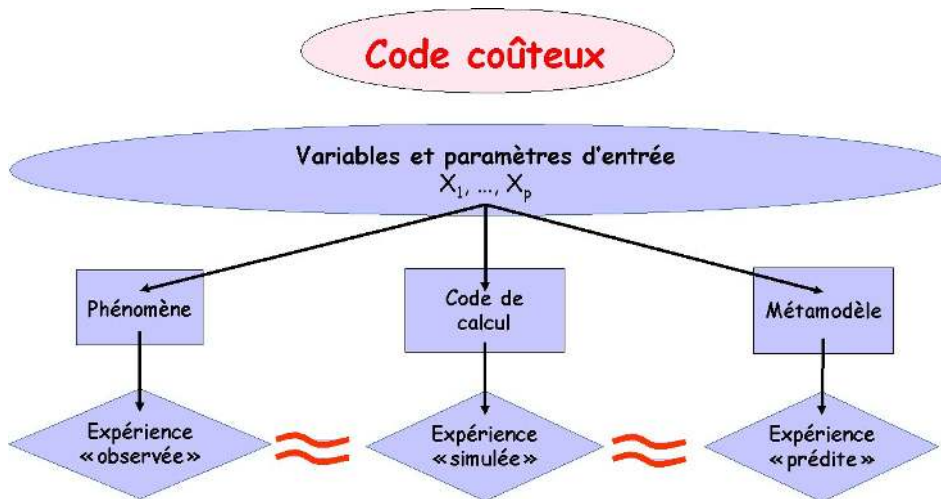 Code coûteux
Variables et paramètres d'entrée
X1, ..., Xp
Phénomène
Code de
calcul
Métamodèle
Expérience
«observée»
Expérience
«simulée»
Expérience
«prédite»